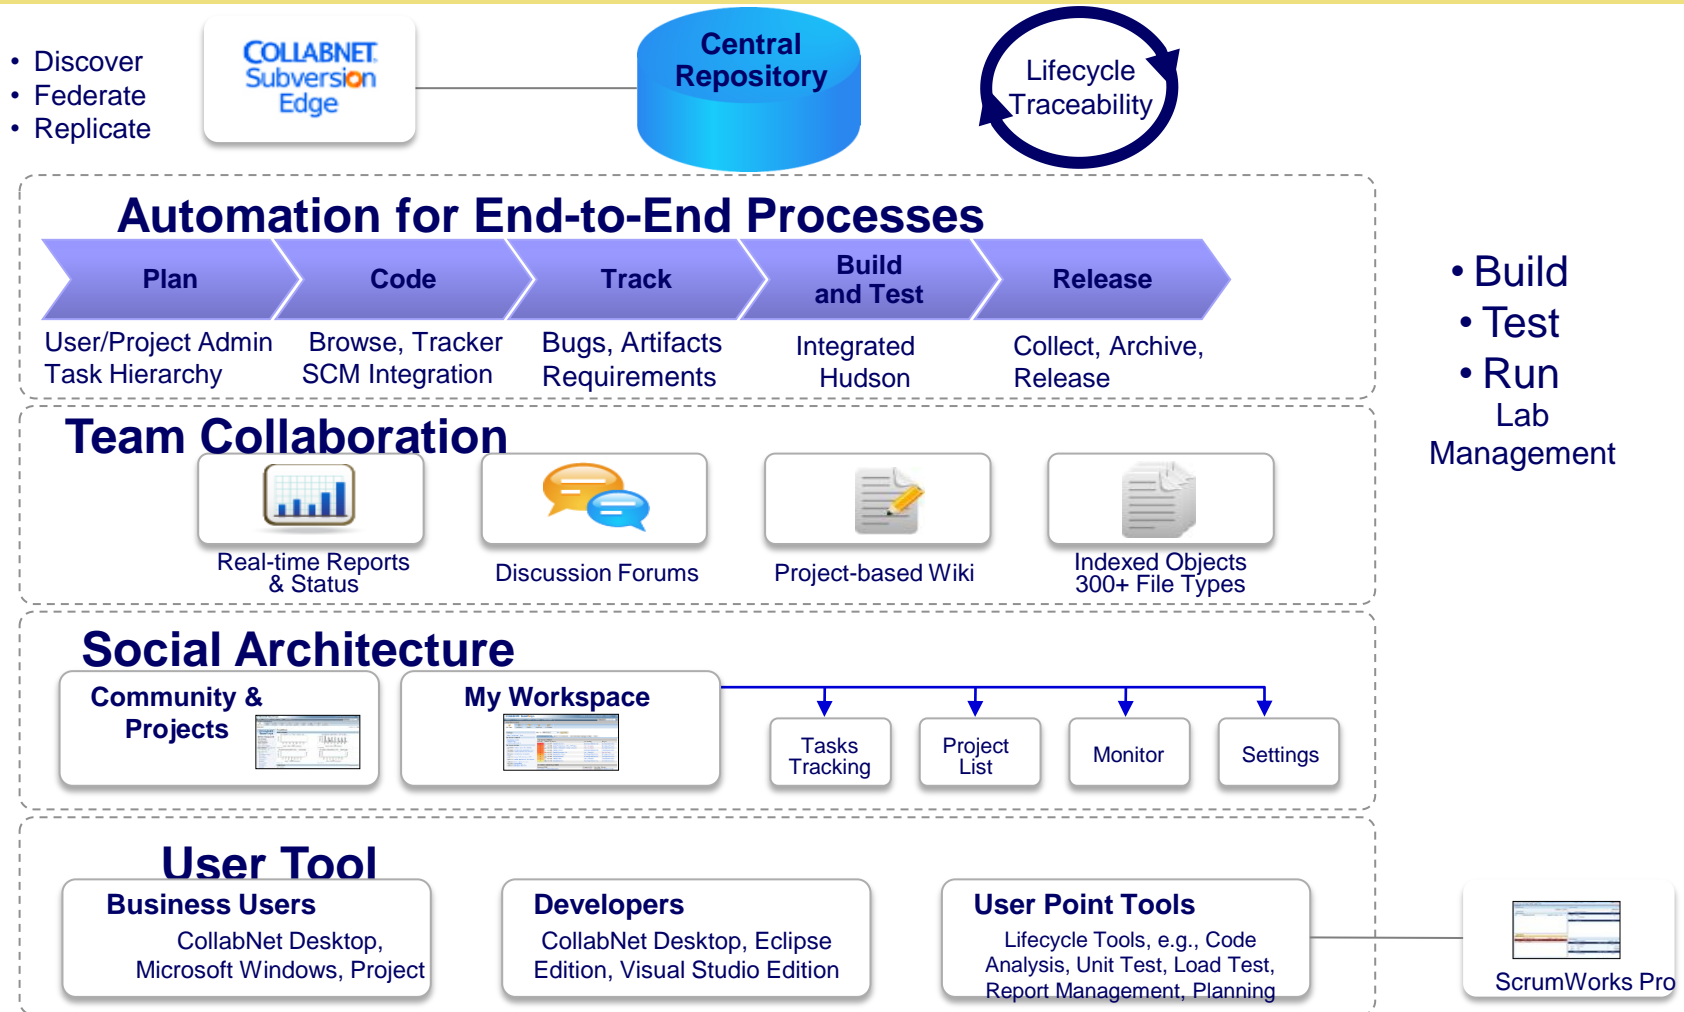 • Discover
• Federate
• Replicate
COLLABNET.
Subversion
Edge
Central
Repository
Lifecycle
Traceability
Automation for End-to-End Processes
Plan
Code
Track
Build
and Test
Release
User/Project Admin
Task Hierarchy
Browse, Tracker
SCM Integration
Bugs, Artifacts
Requirements
Integrated
Hudson
Collect, Archive,
Release
• Build
• Test
• Run
Lab
Management
Team Collaboration
Real-time Reports
& Status
Discussion Forums
Project-based Wiki
Indexed Objects
300+ File Types
Social Architecture
Community &
Projects
My Workspace
Tasks
Tracking
Project
List
Monitor
Settings
User Tool
Business Users
CollabNet Desktop,
Microsoft Windows, Project
Developers
CollabNet Desktop, Eclipse
Edition, Visual Studio Edition
User Point Tools
Lifecycle Tools, e.g., Code
Analysis, Unit Test, Load Test,
Report Management, Planning
ScrumWorks Pro